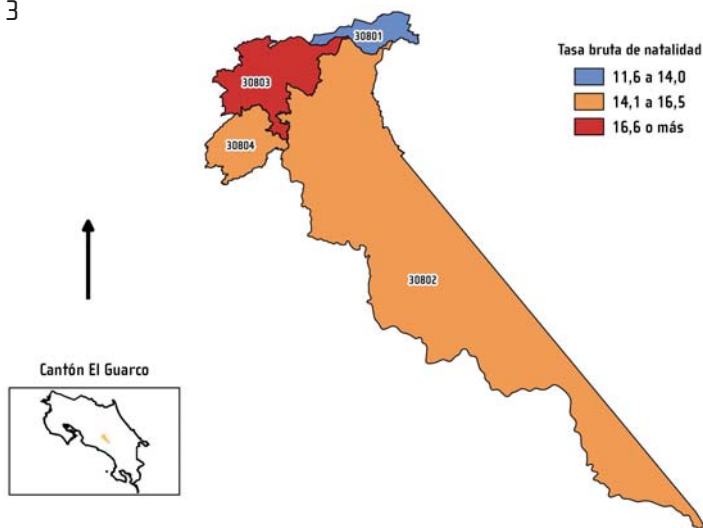 3
30801
Tasa bruta de natalidad
11,6 a 14,0
14,1 a 16,5
16,6 o más
30803
30804
30802
Cantón El Guarco